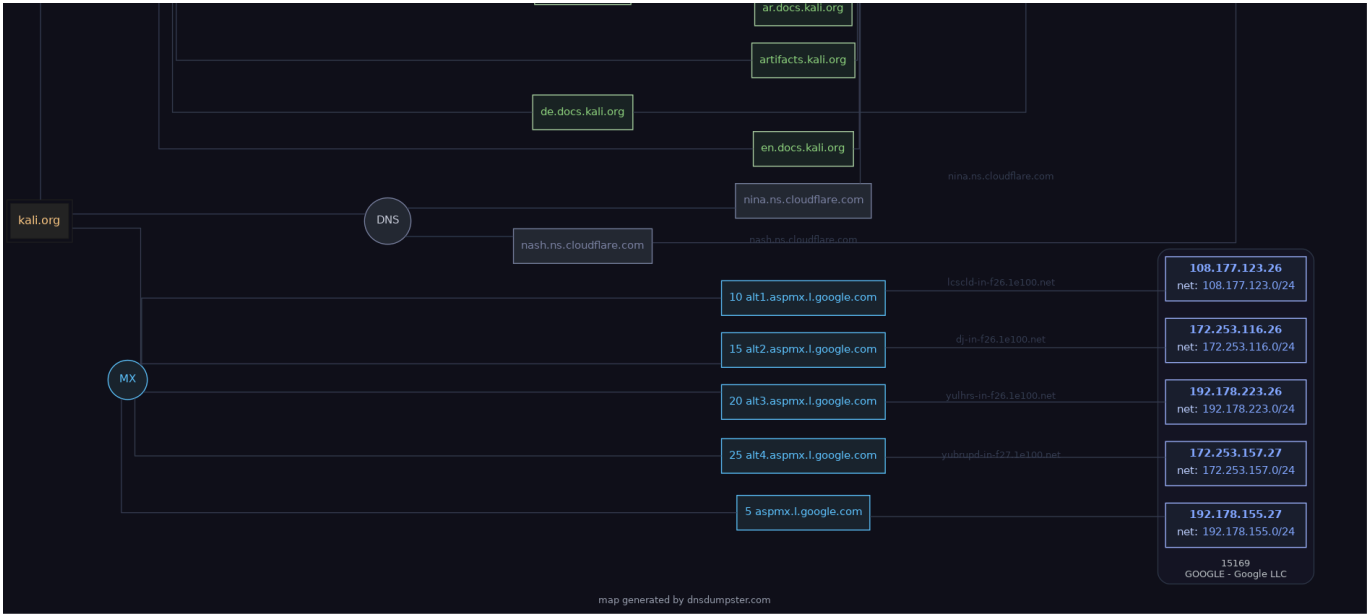 ar.docs.kali.org
artifacts.kali.org
de.docs.kali.org
en.docs.kali.org
nina.ns.cloudflare.com
nina.ns.cloudflare.com
kali.org
DNS
nash.ns.cloudflare.com
nash.ns.cloudflare.com
10 alt1.aspmx.l.google.com
lcscld-in-f26.1e100.net
108.177.123.26
net: 108.177.123.0/24
15 alt2.aspmx.l.google.com
dj-in-f26.1e100.net
172.253.116.26
net: 172.253.116.0/24
MX
20 alt3.aspmx.l.google.com
yulhrs-in-f26.1e100.net
192.178.223.26
net: 192.178.223.0/24
25 alt4.aspmx.l.google.com
yubrupd-in-f27.1e100.net
172.253.157.27
net: 172.253.157.0/24
5 aspmx.l.google.com
192.178.155.27
net: 192.178.155.0/24
15169
GOOGLE - Google LLC
map generated by dnsdumpster.com